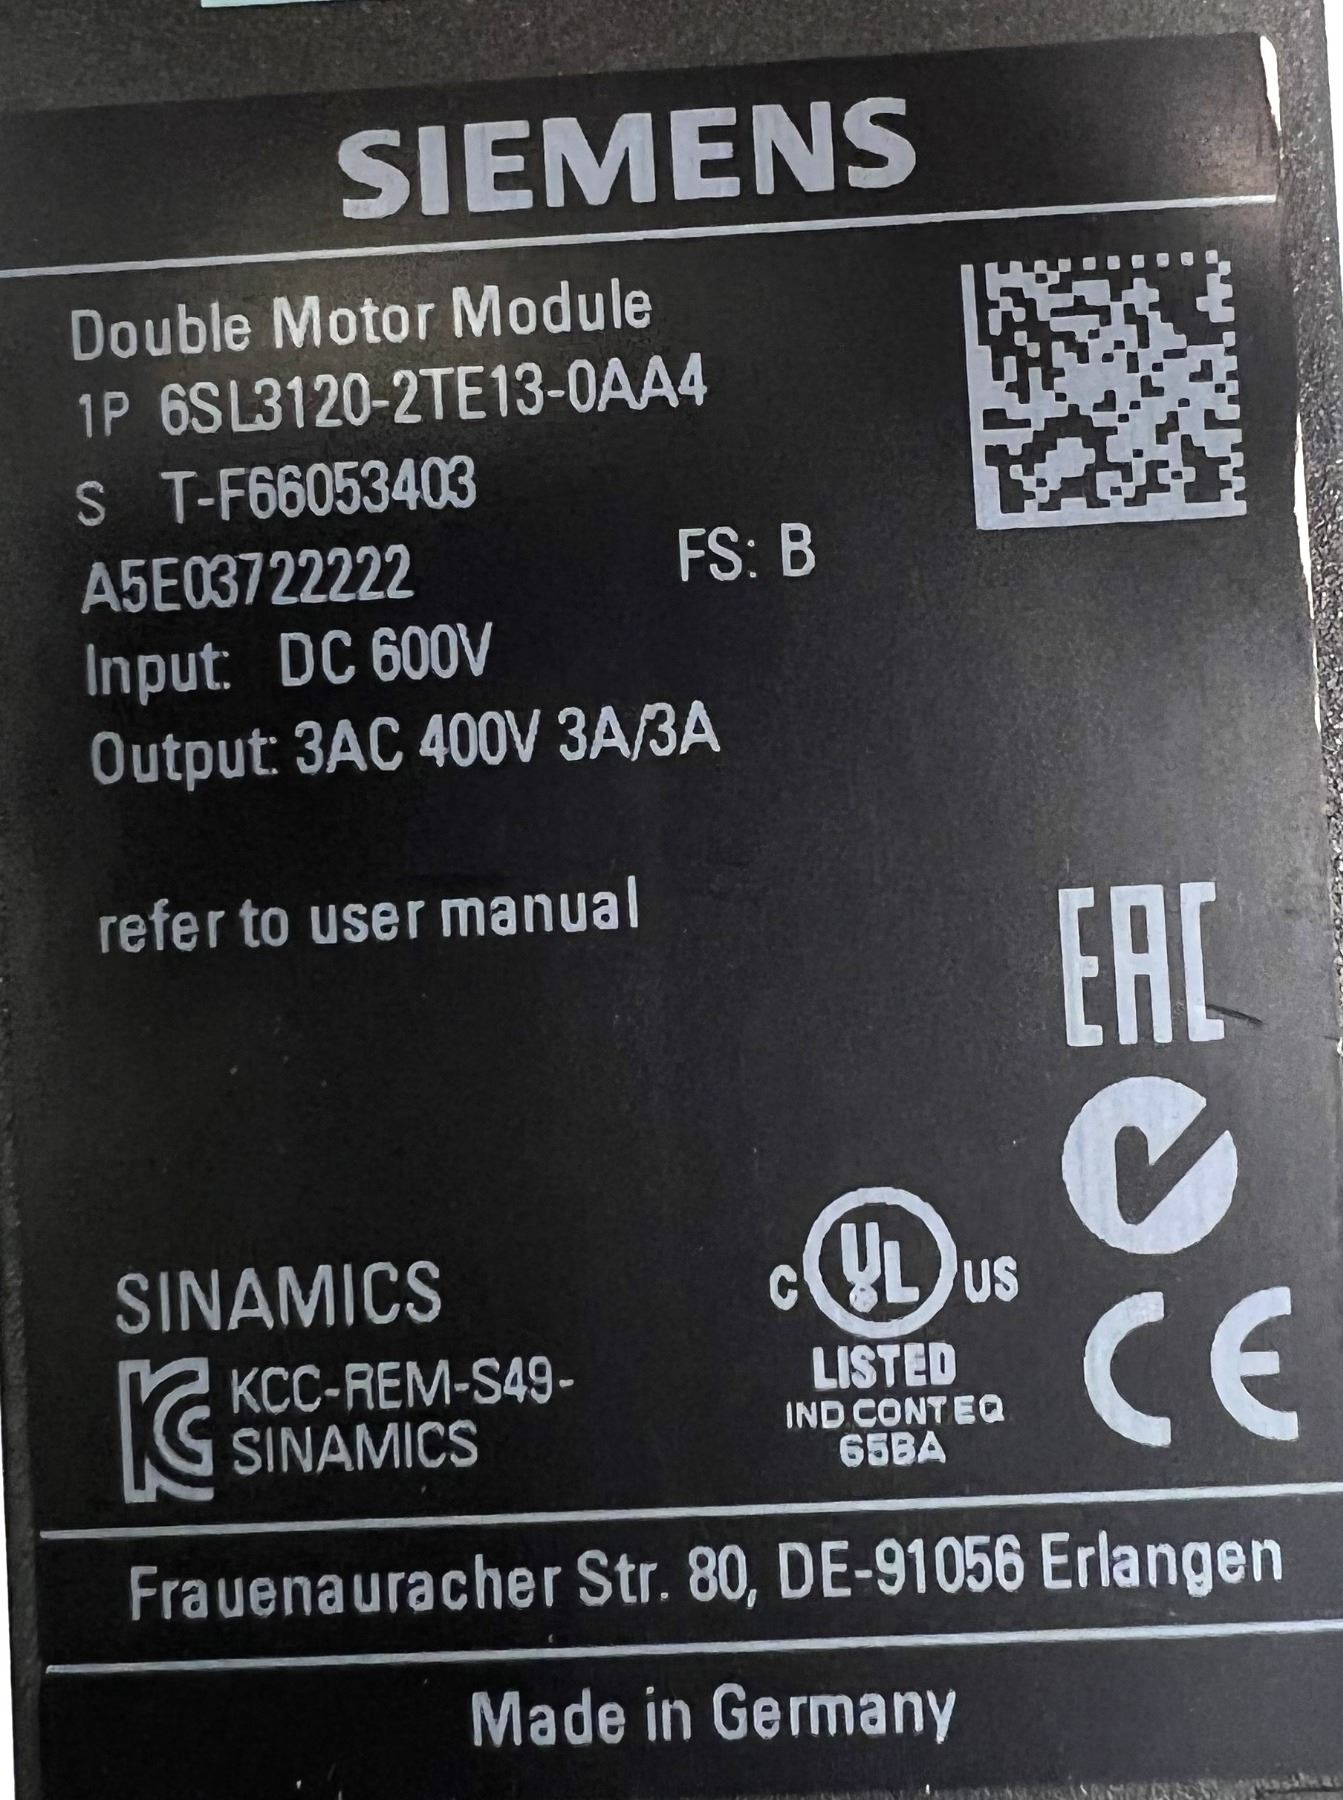 SIEMENS
Double Motor Module
1P 6SL3120-2TE13-0AA4
S T-F66053403
A5E03722222 FS: B
Input: DC 600V
Output: 3AC 400V 3A/3A
refer to user manual
EAC
SINAMICS
C UL US
LISTED
IND CONT EQ
65BA
KCC-REM-S49-
SINAMICS
CE
Frauenauracher Str. 80, DE-91056 Erlangen
Made in Germany